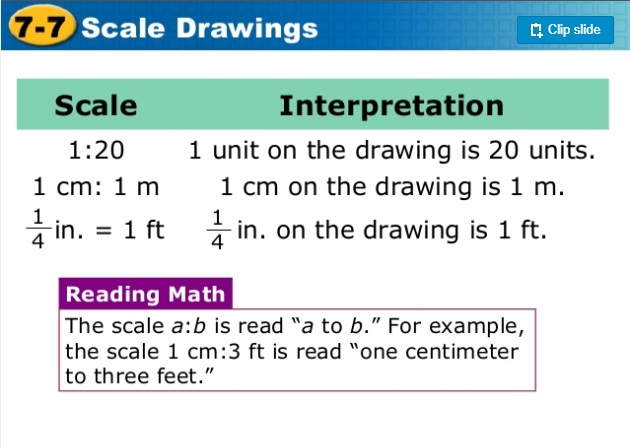 7-7 Scale Drawings
Clip slide
Scale Interpretation
1:20 1 unit on the drawing is 20 units.
1 cm: 1 m 1 cm on the drawing is 1 m.
1/4 in. = 1 ft 1/4 in. on the drawing is 1 ft.
Reading Math
The scale a:b is read “a to b.” For example,
the scale 1 cm:3 ft is read “one centimeter
to three feet.”